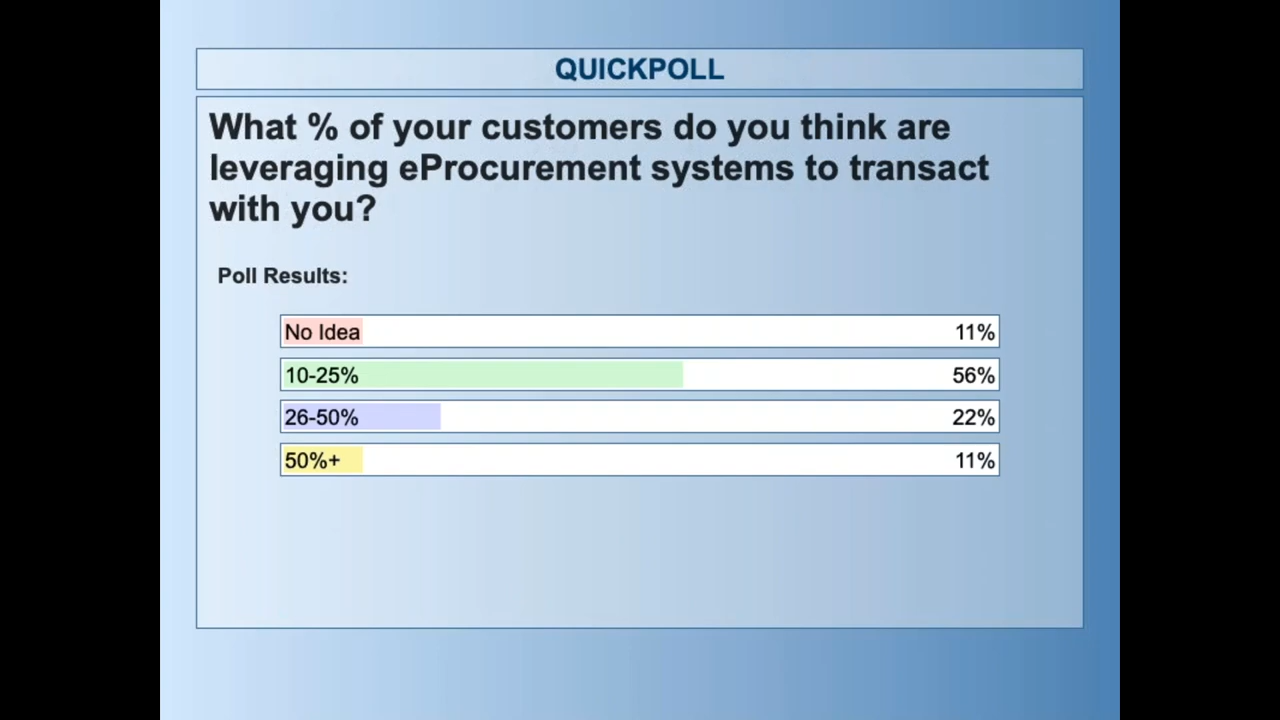 QUICKPOLL
What % of your customers do you think are
leveraging eProcurement systems to transact
with you?
Poll Results:
No Idea 11%
10-25% 56%
26-50% 22%
50%+ 11%